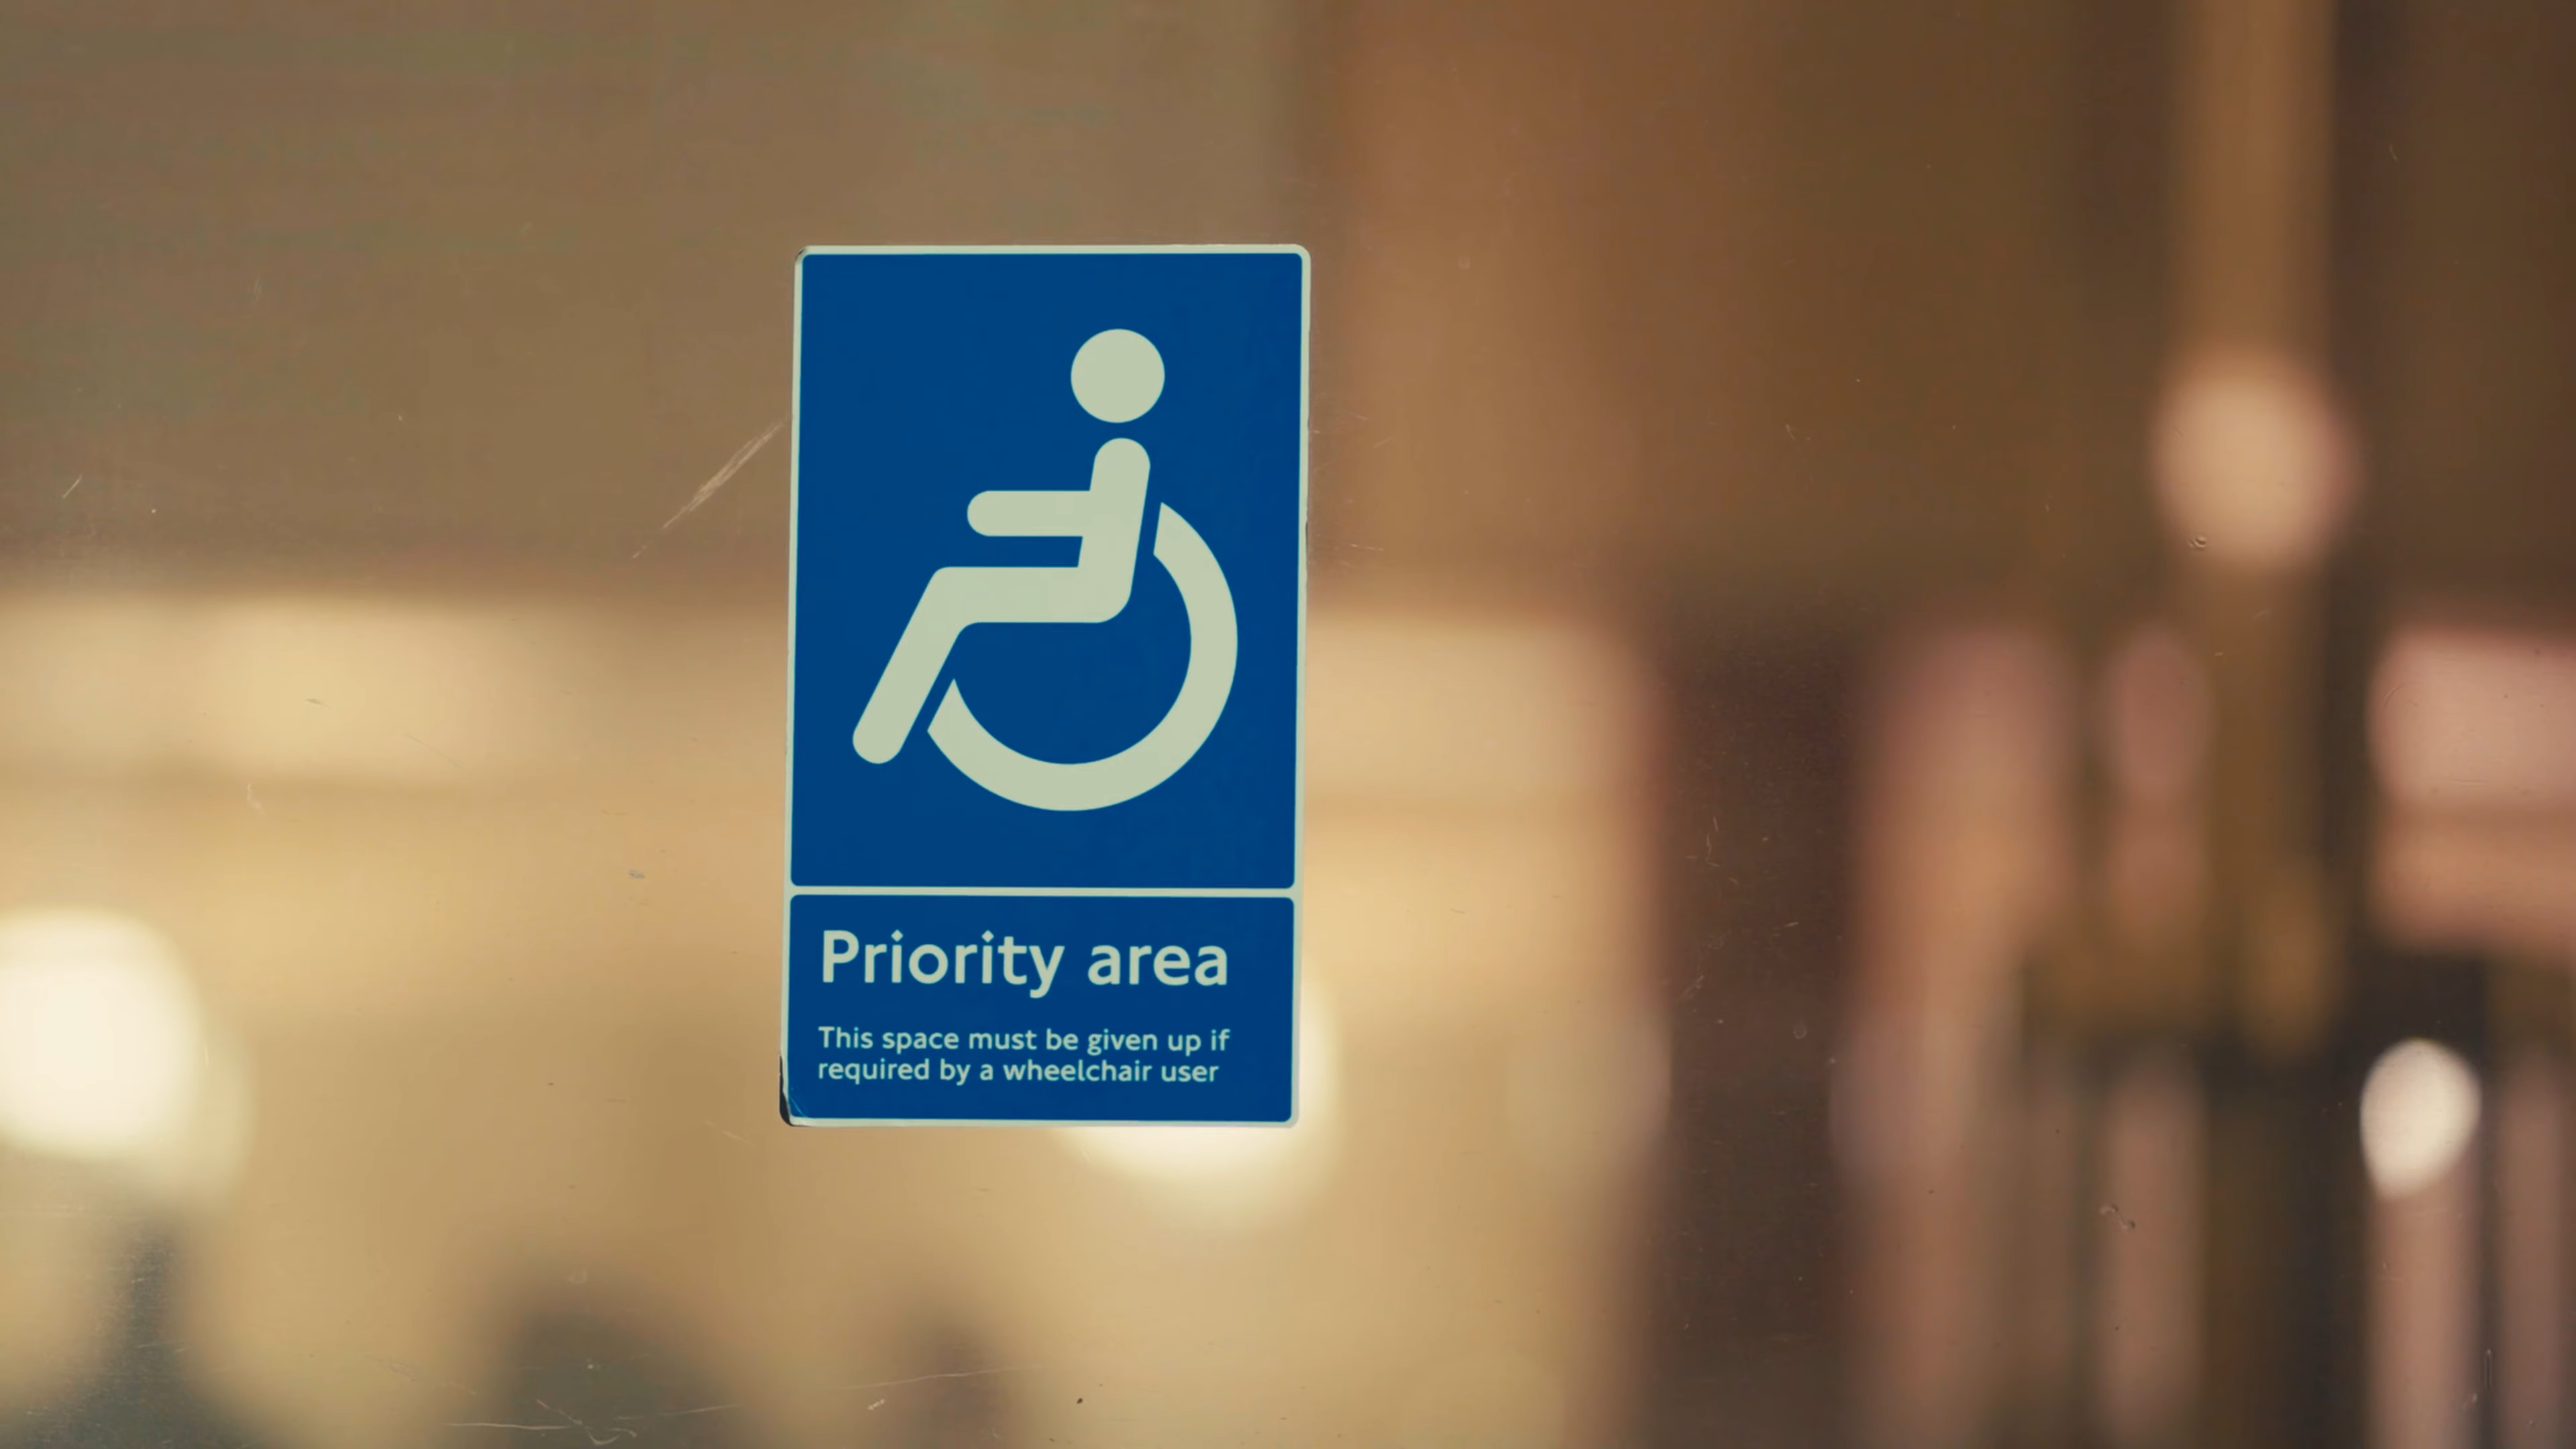 Priority area
This space must be given up if
required by a wheelchair user